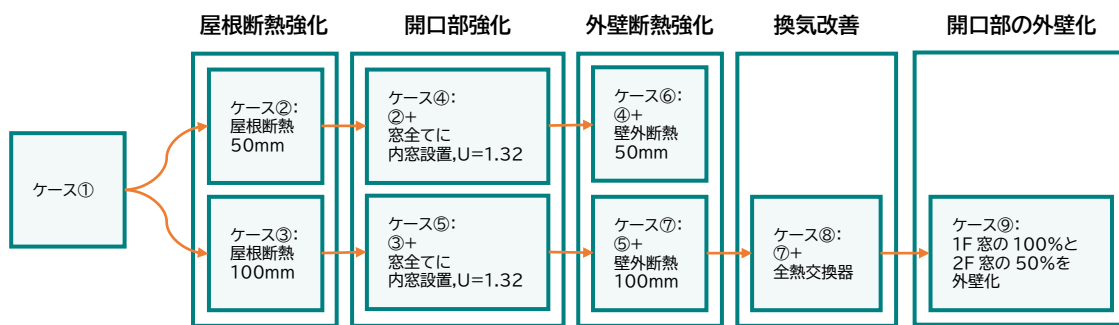 屋根断熱強化
開口部強化
外壁断熱強化
換気改善
開口部の外壁化
ケース①
ケース②：
屋根断熱
50mm
ケース③：
屋根断熱
100mm
ケース④：
②+
窓全てに
内窓設置,U=1.32
ケース⑤：
③+
窓全てに
内窓設置,U=1.32
ケース⑥：
④+
壁外断熱
50mm
ケース⑦：
⑤+
壁外断熱
100mm
ケース⑧：
⑦+
全熱交換器
ケース⑨：
1F 窓の 100%と
2F 窓の 50%を
外壁化